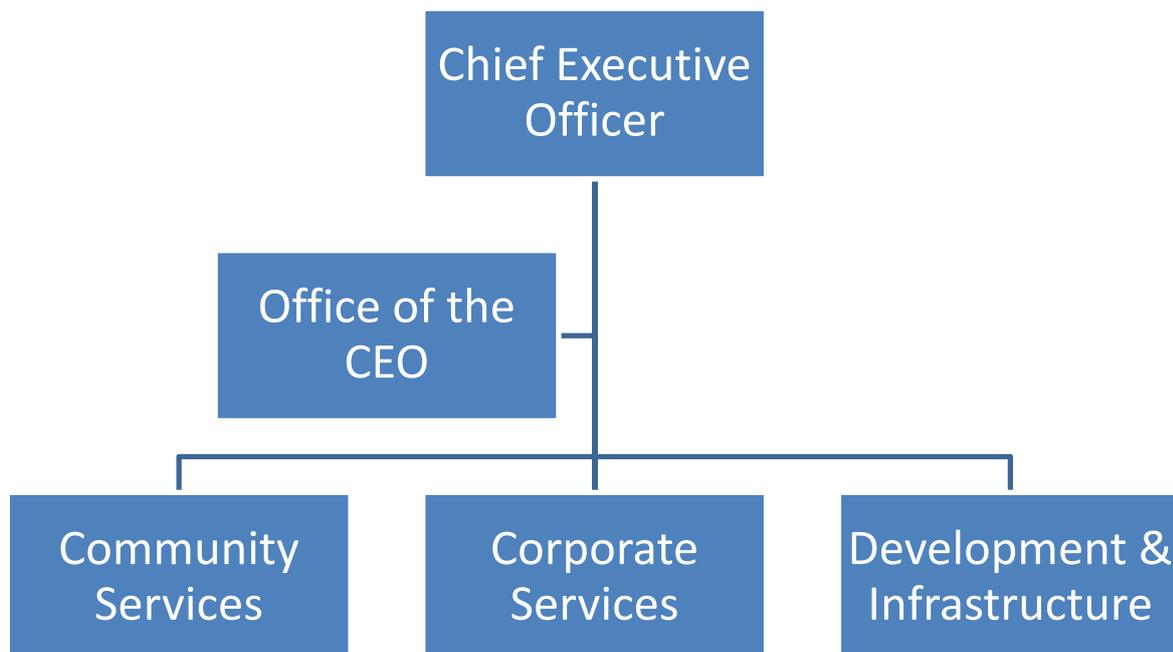 Chief Executive
Officer
Office of the
CEO
Community
Services
Corporate
Services
Development &
Infrastructure